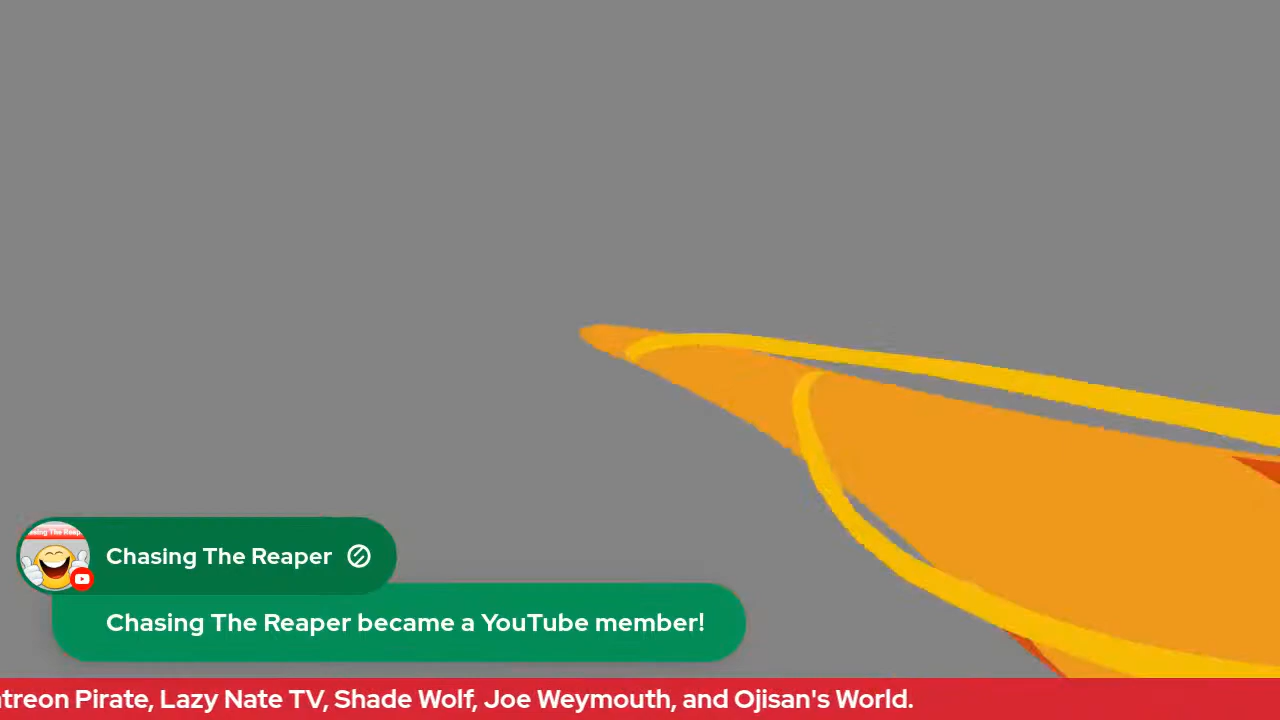 Chasing The Reaper
Chasing The Reaper became a YouTube member!
treon Pirate, Lazy Nate TV, Shade Wolf, Joe Weymouth, and Ojisan's World.